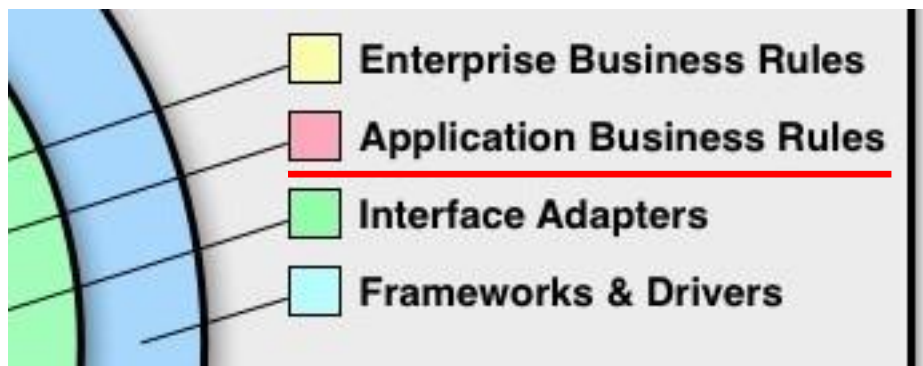 Enterprise Business Rules
Application Business Rules
Interface Adapters
Frameworks & Drivers